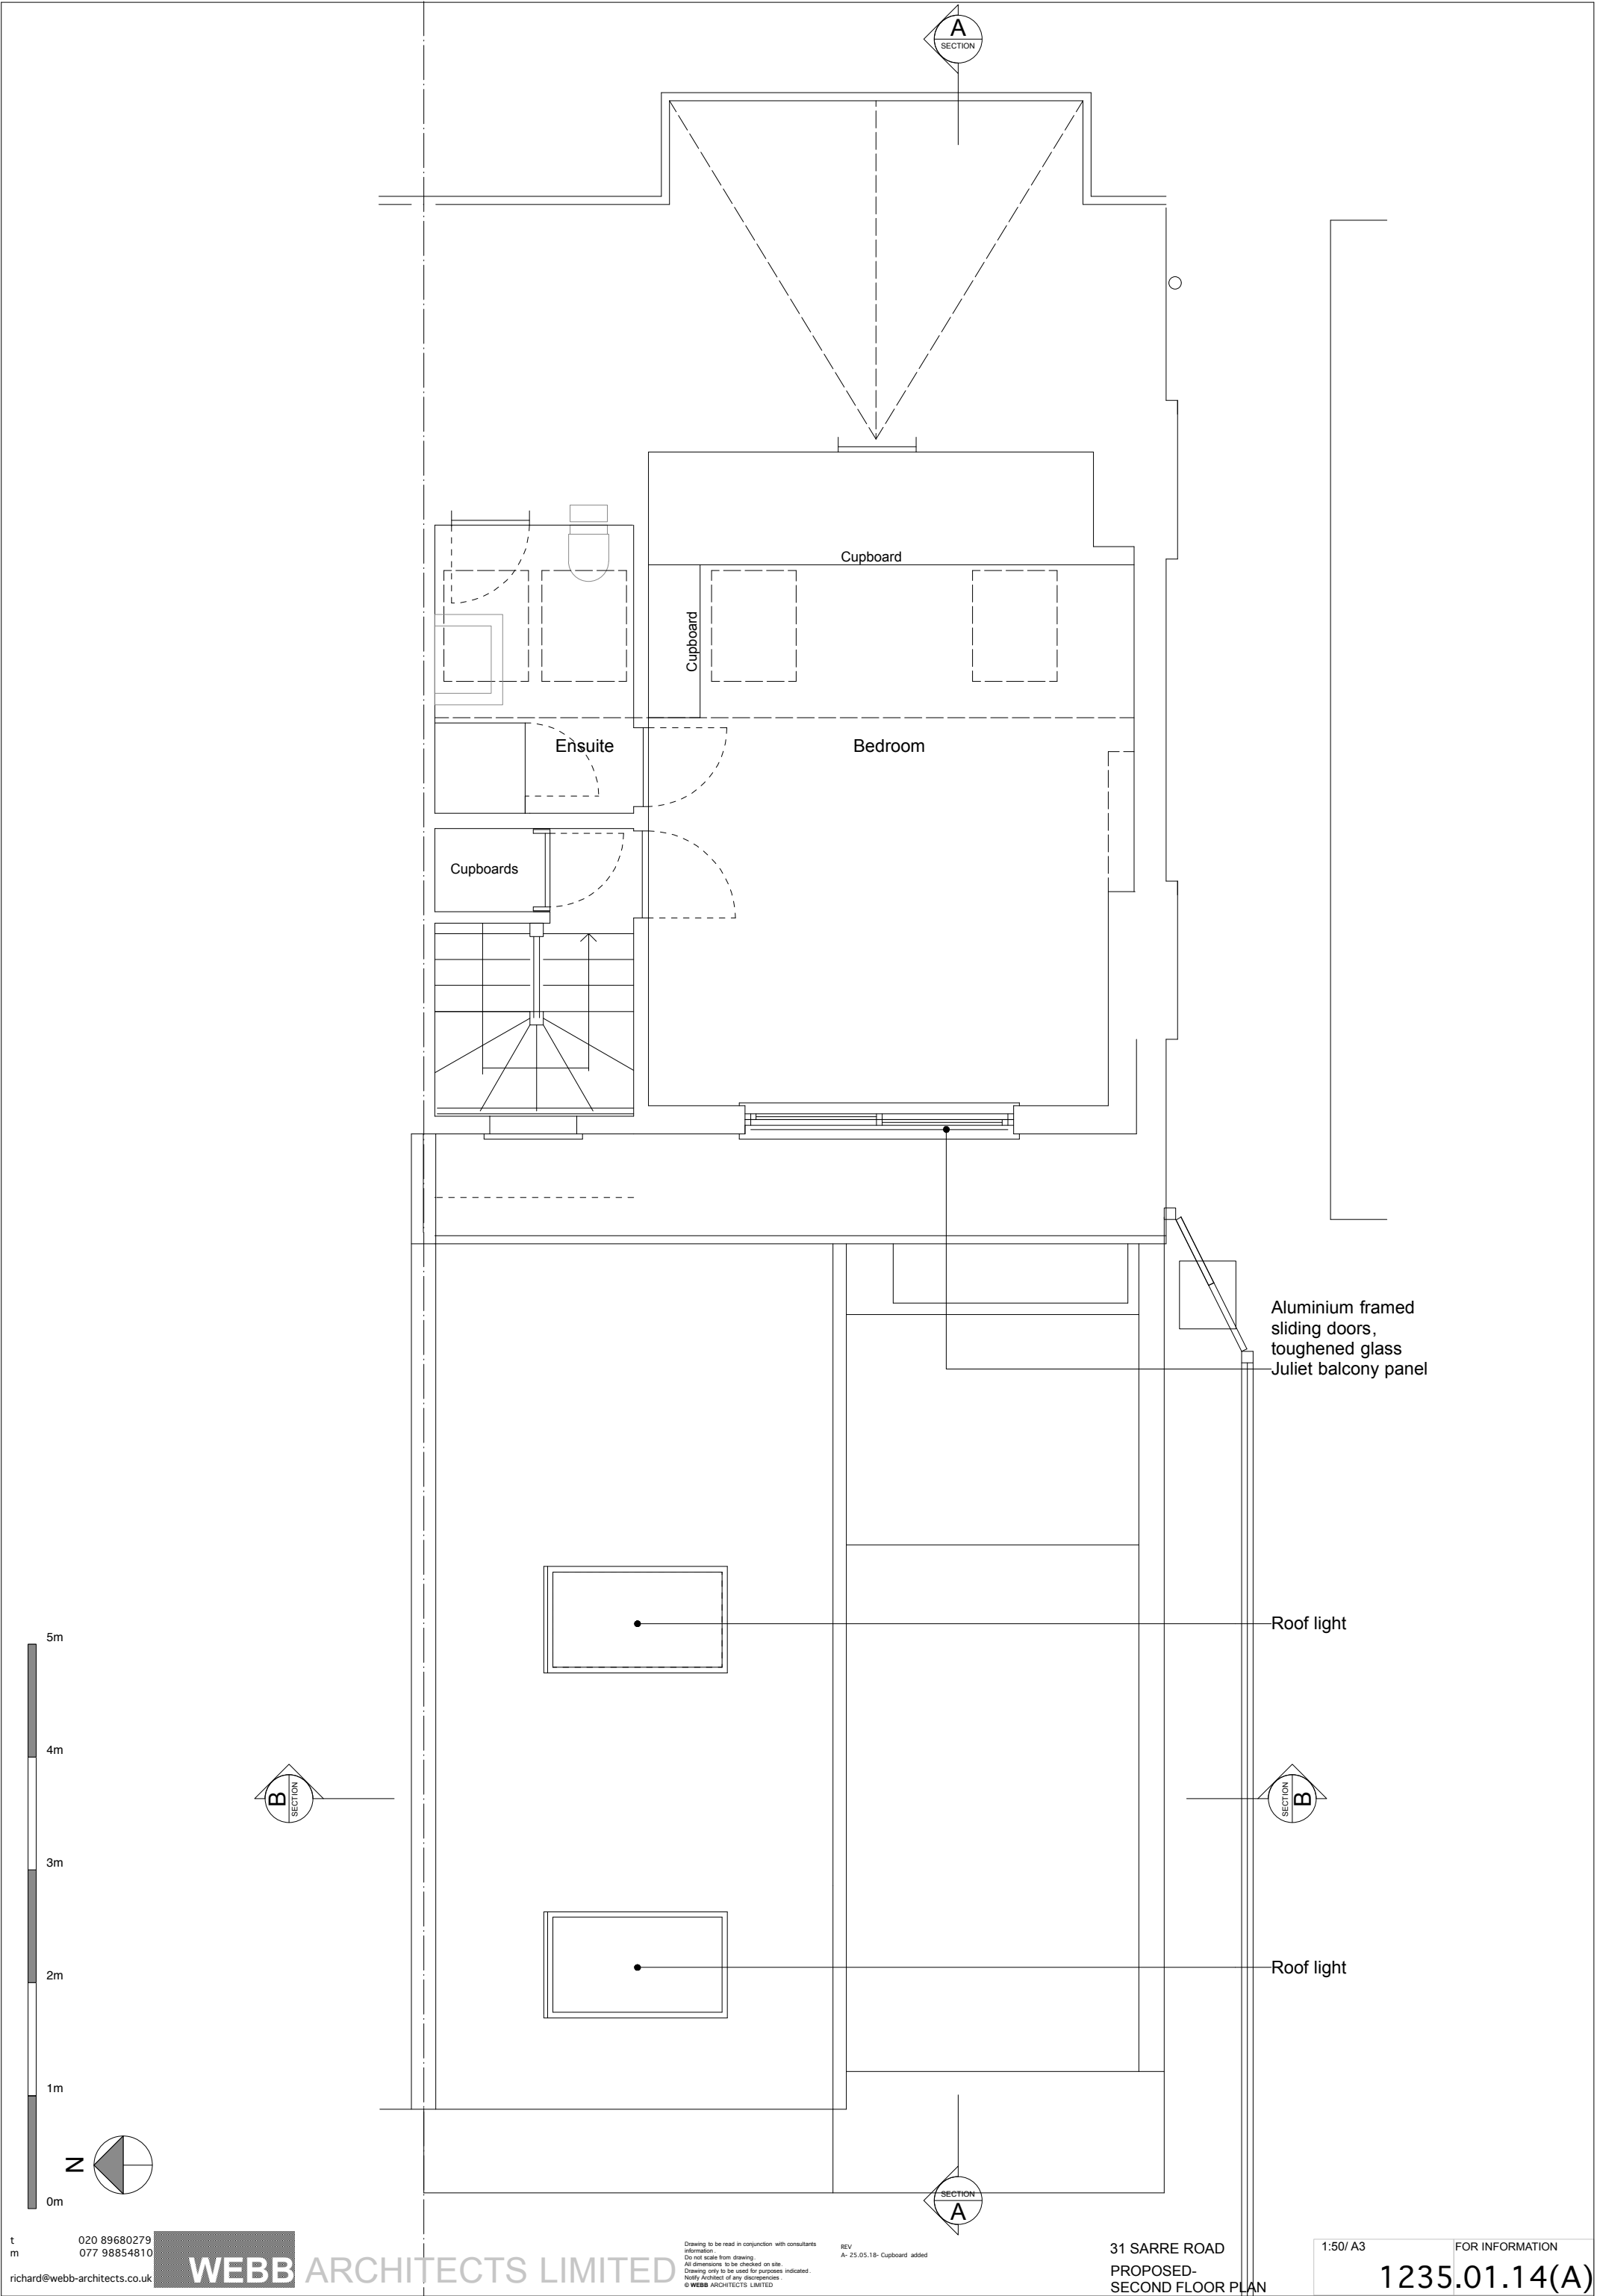 A
SECTION
Cupboard
Cupboard
Ensuite
Bedroom
Cupboards
Aluminium framed
sliding doors,
toughened glass
Juliet balcony panel
Roof light
5m
4m
B
SECTION
SECTION
B
3m
Roof light
2m
1m
N
0m
SECTION
A
t 020 89680279
m 077 98854810
richard@webb-architects.co.uk
WEBB ARCHITECTS LIMITED
Drawing to be read in conjunction with consultants
information.
Do not scale from drawing.
All dimensions to be checked on site.
Drawing only to be used for purposes indicated.
Notify Architect of any discrepencies.
© WEBB ARCHITECTS LIMITED
REV
A- 25.05.18- Cupboard added
31 SARRE ROAD
PROPOSED-
SECOND FLOOR PLAN
1:50/ A3
FOR INFORMATION
1235.01.14(A)